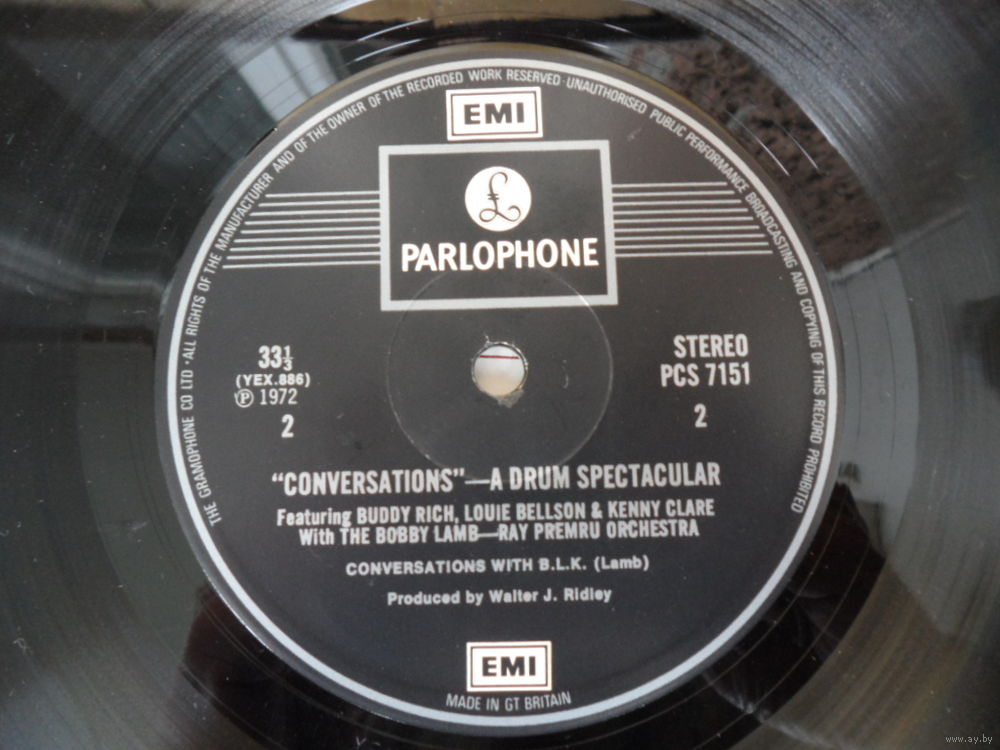 THE GRAMOPHONE CO LTD · ALL RIGHTS OF THE MANUFACTURER AND OF THE OWNER OF THE RECORDED WORK RESERVED · UNAUTHORISED PUBLIC PERFORMANCE BROADCASTING AND COPYING OF THIS RECORD PROHIBITED
EMI
£
PARLOPHONE
33⅓
(YEX.886)
℗ 1972
2
STEREO
PCS 7151
2
"CONVERSATIONS"—A DRUM SPECTACULAR
Featuring BUDDY RICH, LOUIE BELLSON & KENNY CLARE
With THE BOBBY LAMB—RAY PREMRU ORCHESTRA
CONVERSATIONS WITH B.L.K. (Lamb)
Produced by Walter J. Ridley
EMI
MADE IN GT BRITAIN
www.ay.by